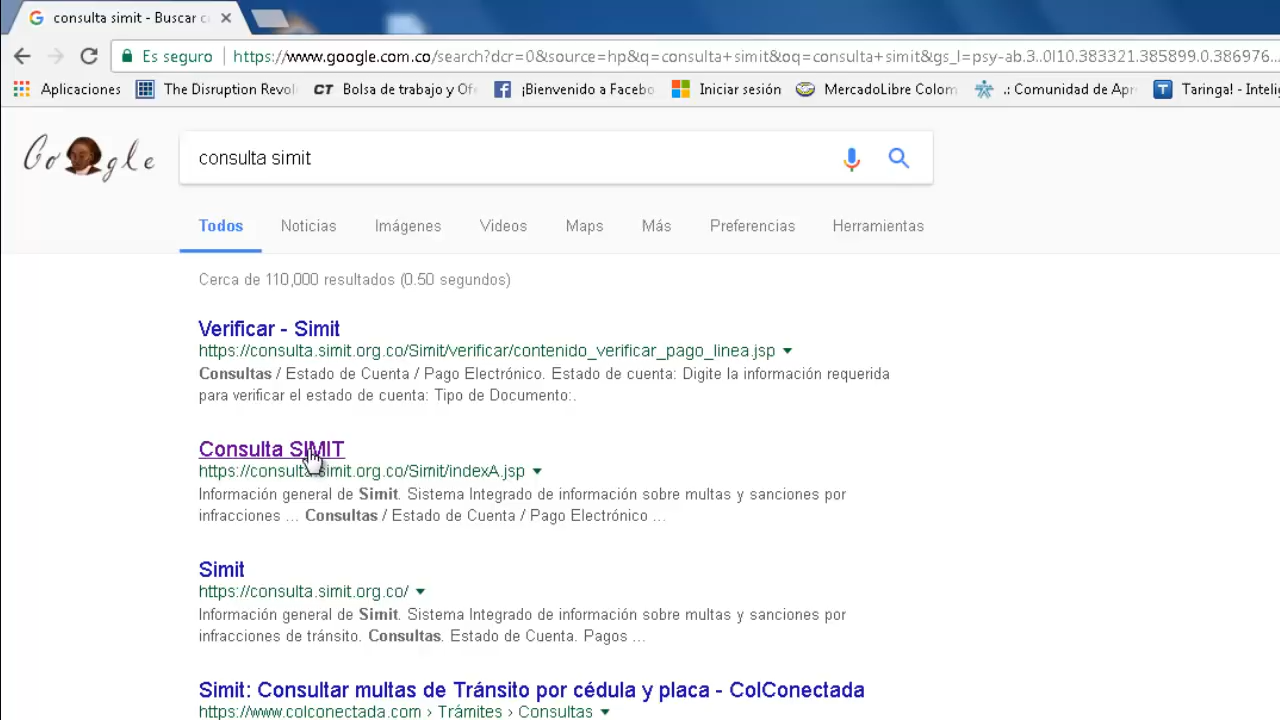 consulta simit - Buscar c
Es seguro https://www.google.com.co/search?dcr=0&source=hp&q=consulta+simit&oq=consulta+simit&gs_l=psy-ab.3..0l10.383321.385899.0.386976...
Aplicaciones The Disruption Revol CT Bolsa de trabajo y Ofe ¡Bienvenido a Facebo Iniciar sesión MercadoLibre Colom .: Comunidad de Apr T Taringa! - Inteli
Google
consulta simit
Todos Noticias Imágenes Videos Maps Más Preferencias Herramientas
Cerca de 110,000 resultados (0.50 segundos)
Verificar - Simit
https://consulta.simit.org.co/Simit/verificar/contenido_verificar_pago_linea.jsp
Consultas / Estado de Cuenta / Pago Electrónico. Estado de cuenta: Digite la información requerida
para verificar el estado de cuenta: Tipo de Documento:.
Consulta SIMIT
https://consulta.simit.org.co/Simit/indexA.jsp
Información general de Simit. Sistema Integrado de información sobre multas y sanciones por
infracciones ... Consultas / Estado de Cuenta / Pago Electrónico ...
Simit
https://consulta.simit.org.co/
Información general de Simit. Sistema Integrado de información sobre multas y sanciones por
infracciones de tránsito. Consultas. Estado de Cuenta. Pagos ...
Simit: Consultar multas de Tránsito por cédula y placa - ColConectada
https://www.colconectada.com › Trámites › Consultas